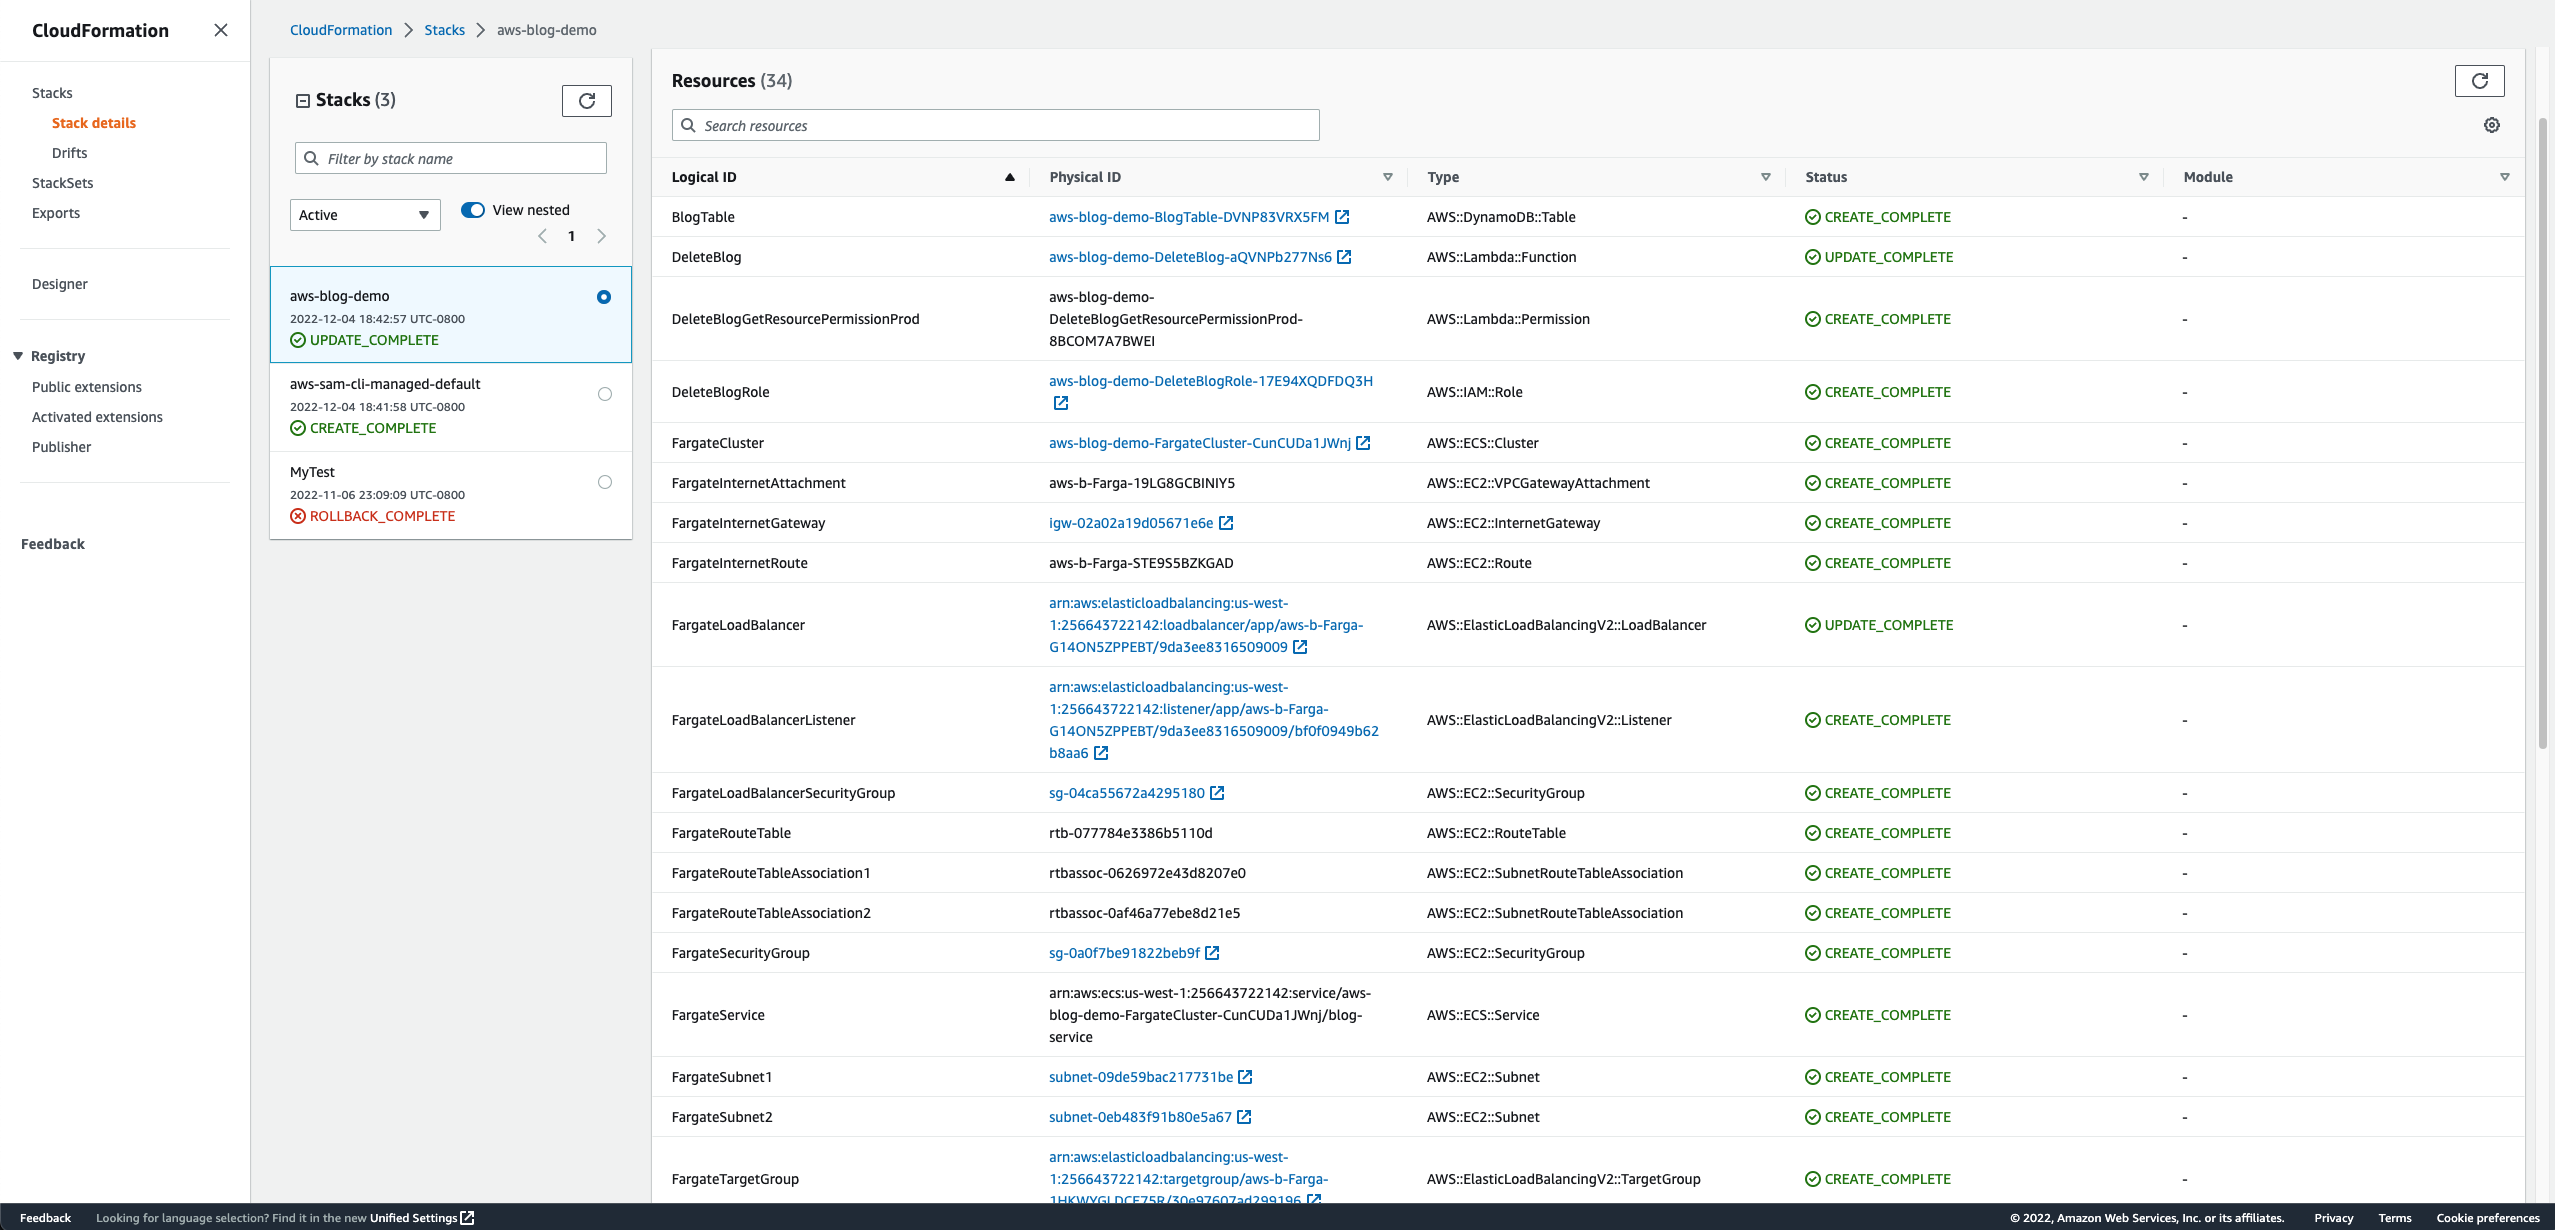 CloudFormation
Stacks
Stack details
Drifts
StackSets
Exports
Designer
Registry
Public extensions
Activated extensions
Publisher
Feedback
CloudFormation > Stacks > aws-blog-demo
Stacks (3)
Filter by stack name
Active
View nested
1
aws-blog-demo
2022-12-04 18:42:57 UTC-0800
UPDATE_COMPLETE
aws-sam-cli-managed-default
2022-12-04 18:41:58 UTC-0800
CREATE_COMPLETE
MyTest
2022-11-06 23:09:09 UTC-0800
ROLLBACK_COMPLETE
Resources (34)
Search resources
Logical ID Physical ID Type Status Module
BlogTable aws-blog-demo-BlogTable-DVNP83VRX5FM AWS::DynamoDB::Table CREATE_COMPLETE -
DeleteBlog aws-blog-demo-DeleteBlog-aQVNPb277Ns6 AWS::Lambda::Function UPDATE_COMPLETE -
aws-blog-demo-
DeleteBlogGetResourcePermissionProd DeleteBlogGetResourcePermissionProd- AWS::Lambda::Permission CREATE_COMPLETE -
8BCOM7A7BWEI
DeleteBlogRole aws-blog-demo-DeleteBlogRole-17E94XQDFDQ3H AWS::IAM::Role CREATE_COMPLETE -
FargateCluster aws-blog-demo-FargateCluster-CunCUDa1JWnj AWS::ECS::Cluster CREATE_COMPLETE -
FargateInternetAttachment aws-b-Farga-19LG8GCBINIY5 AWS::EC2::VPCGatewayAttachment CREATE_COMPLETE -
FargateInternetGateway igw-02a02a19d05671e6e AWS::EC2::InternetGateway CREATE_COMPLETE -
FargateInternetRoute aws-b-Farga-STE9S5BZKGAD AWS::EC2::Route CREATE_COMPLETE -
arn:aws:elasticloadbalancing:us-west-
FargateLoadBalancer 1:256643722142:loadbalancer/app/aws-b-Farga- AWS::ElasticLoadBalancingV2::LoadBalancer UPDATE_COMPLETE -
G14ON5ZPPEBT/9da3ee8316509009
arn:aws:elasticloadbalancing:us-west-
1:256643722142:listener/app/aws-b-Farga-
FargateLoadBalancerListener G14ON5ZPPEBT/9da3ee8316509009/bf0f0949b62 AWS::ElasticLoadBalancingV2::Listener CREATE_COMPLETE -
b8aa6
FargateLoadBalancerSecurityGroup sg-04ca55672a4295180 AWS::EC2::SecurityGroup CREATE_COMPLETE -
FargateRouteTable rtb-077784e3386b5110d AWS::EC2::RouteTable CREATE_COMPLETE -
FargateRouteTableAssociation1 rtbassoc-0626972e43d8207e0 AWS::EC2::SubnetRouteTableAssociation CREATE_COMPLETE -
FargateRouteTableAssociation2 rtbassoc-0af46a77ebe8d21e5 AWS::EC2::SubnetRouteTableAssociation CREATE_COMPLETE -
FargateSecurityGroup sg-0a0f7be91822beb9f AWS::EC2::SecurityGroup CREATE_COMPLETE -
arn:aws:ecs:us-west-1:256643722142:service/aws-
FargateService blog-demo-FargateCluster-CunCUDa1JWnj/blog- AWS::ECS::Service CREATE_COMPLETE -
service
FargateSubnet1 subnet-09de59bac217731be AWS::EC2::Subnet CREATE_COMPLETE -
FargateSubnet2 subnet-0eb483f91b80e5a67 AWS::EC2::Subnet CREATE_COMPLETE -
arn:aws:elasticloadbalancing:us-west-
FargateTargetGroup 1:256643722142:targetgroup/aws-b-Farga- AWS::ElasticLoadBalancingV2::TargetGroup CREATE_COMPLETE -
Feedback Looking for language selection? Find it in the new Unified Settings © 2022, Amazon Web Services, Inc. or its affiliates. Privacy Terms Cookie preferences